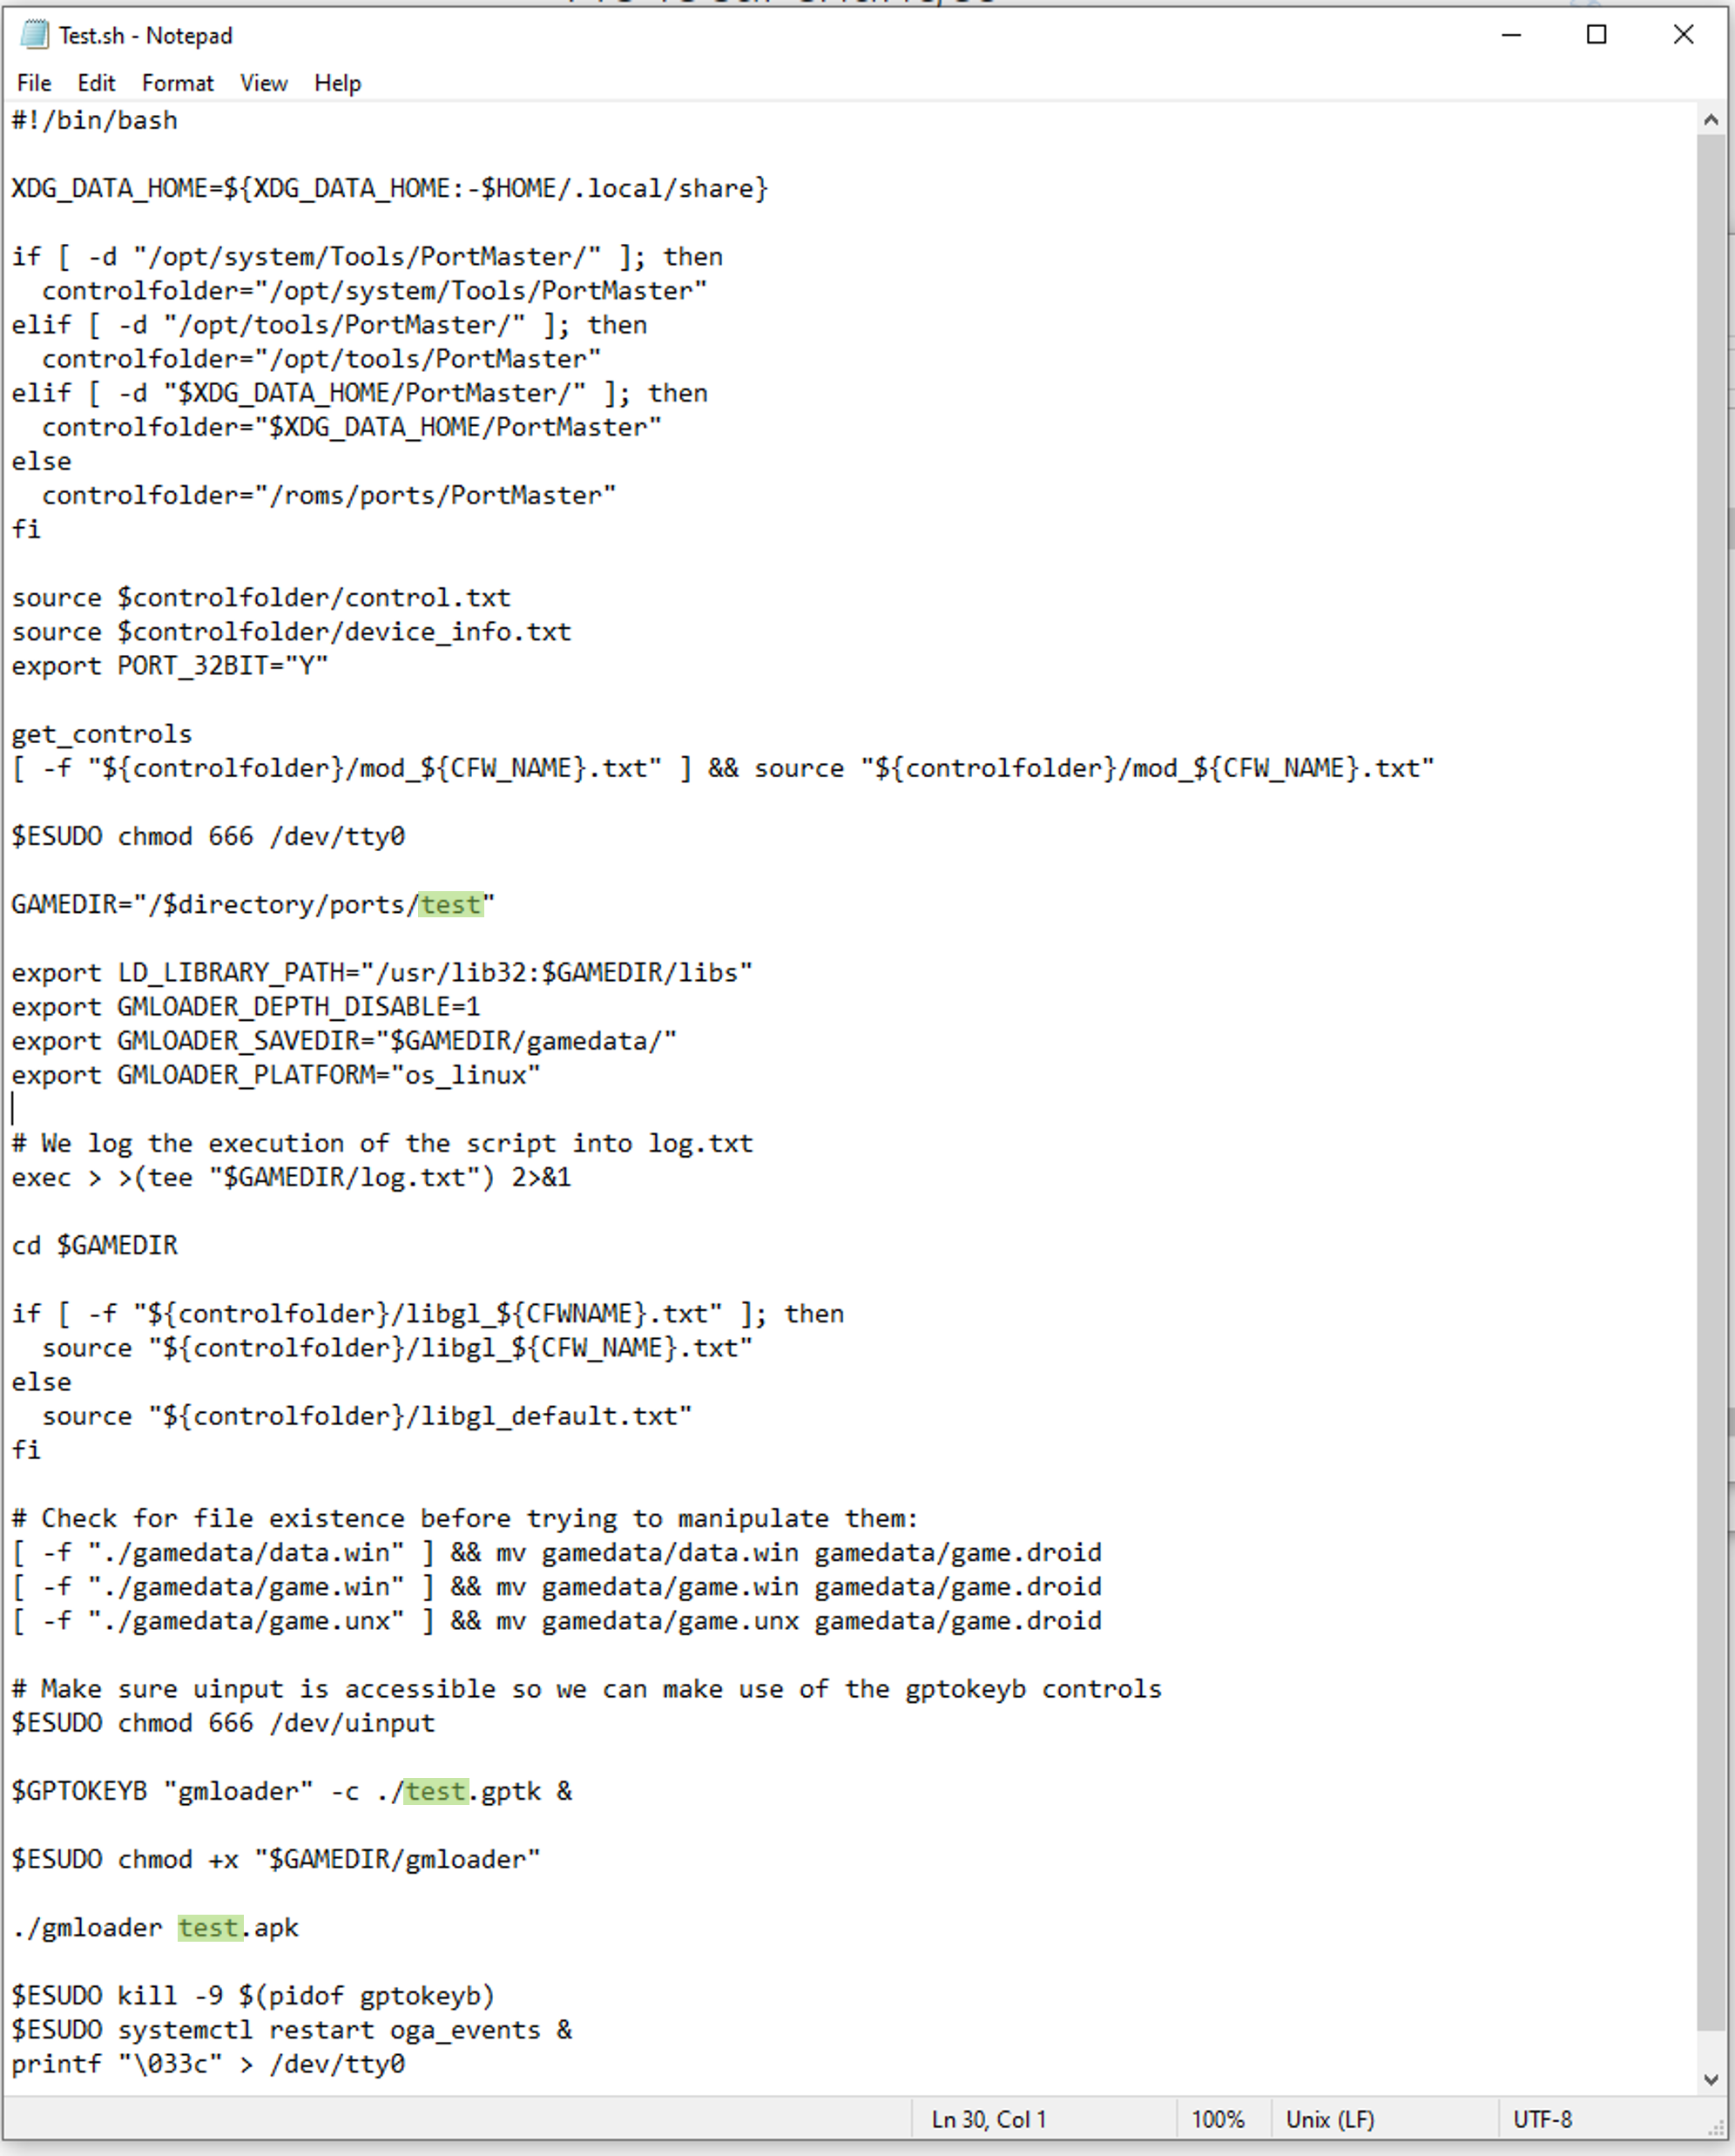 Test.sh - Notepad
File Edit Format View Help
#!/bin/bash

XDG_DATA_HOME=${XDG_DATA_HOME:-$HOME/.local/share}

if [ -d "/opt/system/Tools/PortMaster/" ]; then
  controlfolder="/opt/system/Tools/PortMaster"
elif [ -d "/opt/tools/PortMaster/" ]; then
  controlfolder="/opt/tools/PortMaster"
elif [ -d "$XDG_DATA_HOME/PortMaster/" ]; then
  controlfolder="$XDG_DATA_HOME/PortMaster"
else
  controlfolder="/roms/ports/PortMaster"
fi

source $controlfolder/control.txt
source $controlfolder/device_info.txt
export PORT_32BIT="Y"

get_controls
[ -f "${controlfolder}/mod_${CFW_NAME}.txt" ] && source "${controlfolder}/mod_${CFW_NAME}.txt"

$ESUDO chmod 666 /dev/tty0

GAMEDIR="/$directory/ports/test"

export LD_LIBRARY_PATH="/usr/lib32:$GAMEDIR/libs"
export GMLOADER_DEPTH_DISABLE=1
export GMLOADER_SAVEDIR="$GAMEDIR/gamedata/"
export GMLOADER_PLATFORM="os_linux"

# We log the execution of the script into log.txt
exec > >(tee "$GAMEDIR/log.txt") 2>&1

cd $GAMEDIR

if [ -f "${controlfolder}/libgl_${CFWNAME}.txt" ]; then
  source "${controlfolder}/libgl_${CFW_NAME}.txt"
else
  source "${controlfolder}/libgl_default.txt"
fi

# Check for file existence before trying to manipulate them:
[ -f "./gamedata/data.win" ] && mv gamedata/data.win gamedata/game.droid
[ -f "./gamedata/game.win" ] && mv gamedata/game.win gamedata/game.droid
[ -f "./gamedata/game.unx" ] && mv gamedata/game.unx gamedata/game.droid

# Make sure uinput is accessible so we can make use of the gptokeyb controls
$ESUDO chmod 666 /dev/uinput

$GPTOKEYB "gmloader" -c ./test.gptk &

$ESUDO chmod +x "$GAMEDIR/gmloader"

./gmloader test.apk

$ESUDO kill -9 $(pidof gptokeyb)
$ESUDO systemctl restart oga_events &
printf "\033c" > /dev/tty0
Ln 30, Col 1 100% Unix (LF) UTF-8